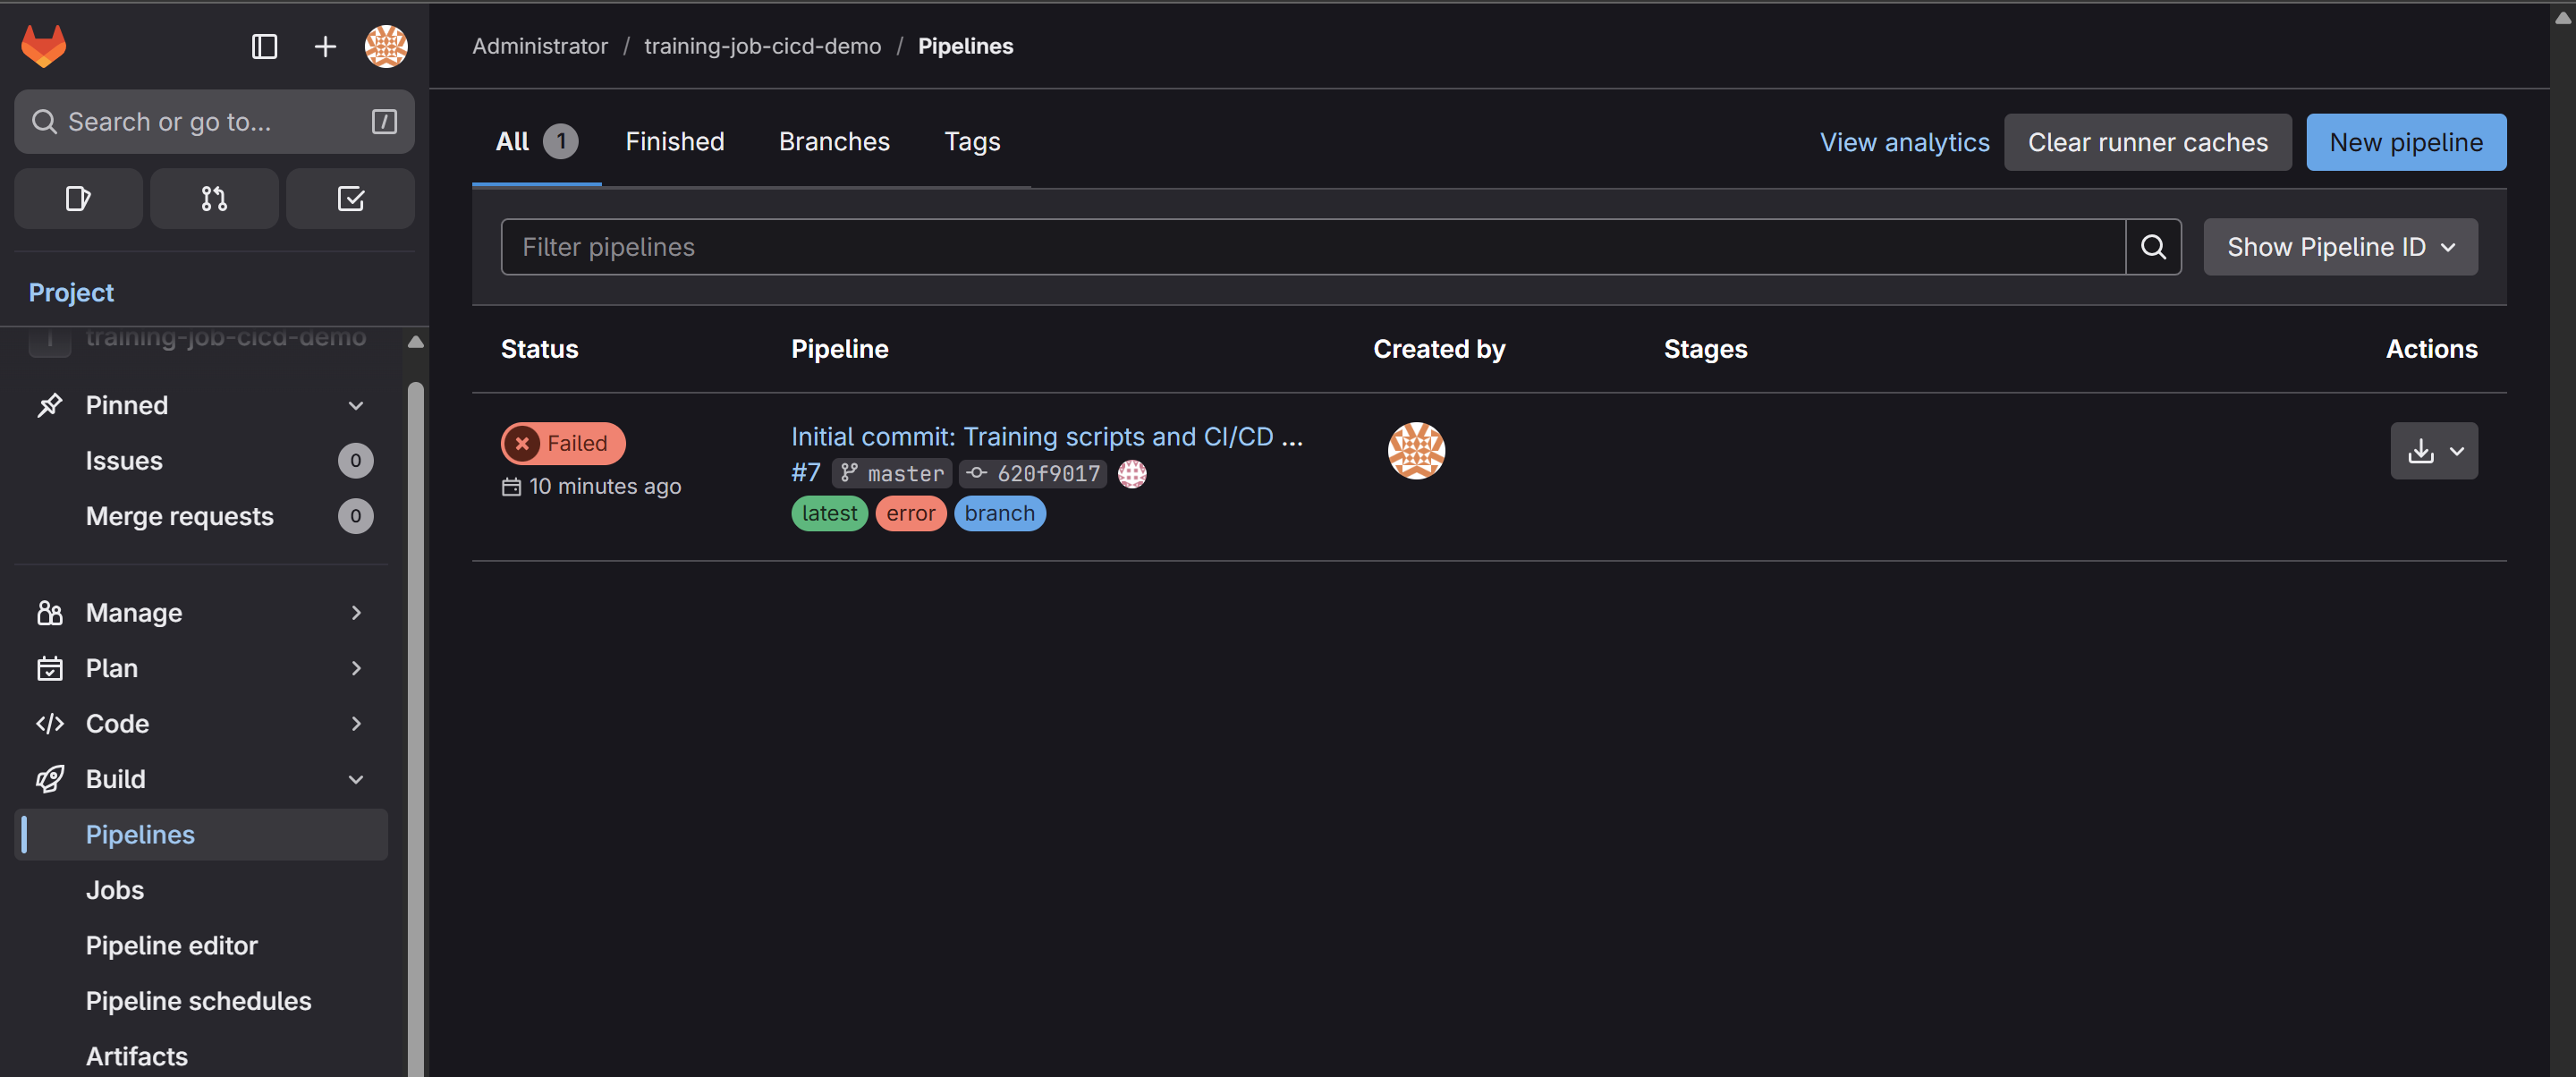 Administrator / training-job-cicd-demo / Pipelines
Search or go to... /
Project
training-job-cicd-demo
Pinned
Issues 0
Merge requests 0
Manage
Plan
Code
Build
Pipelines
Jobs
Pipeline editor
Pipeline schedules
Artifacts
All 1 Finished Branches Tags
View analytics Clear runner caches New pipeline
Filter pipelines Show Pipeline ID
Status Pipeline Created by Stages Actions
Failed
10 minutes ago
Initial commit: Training scripts and CI/CD ...
#7 master 620f9017
latest error branch